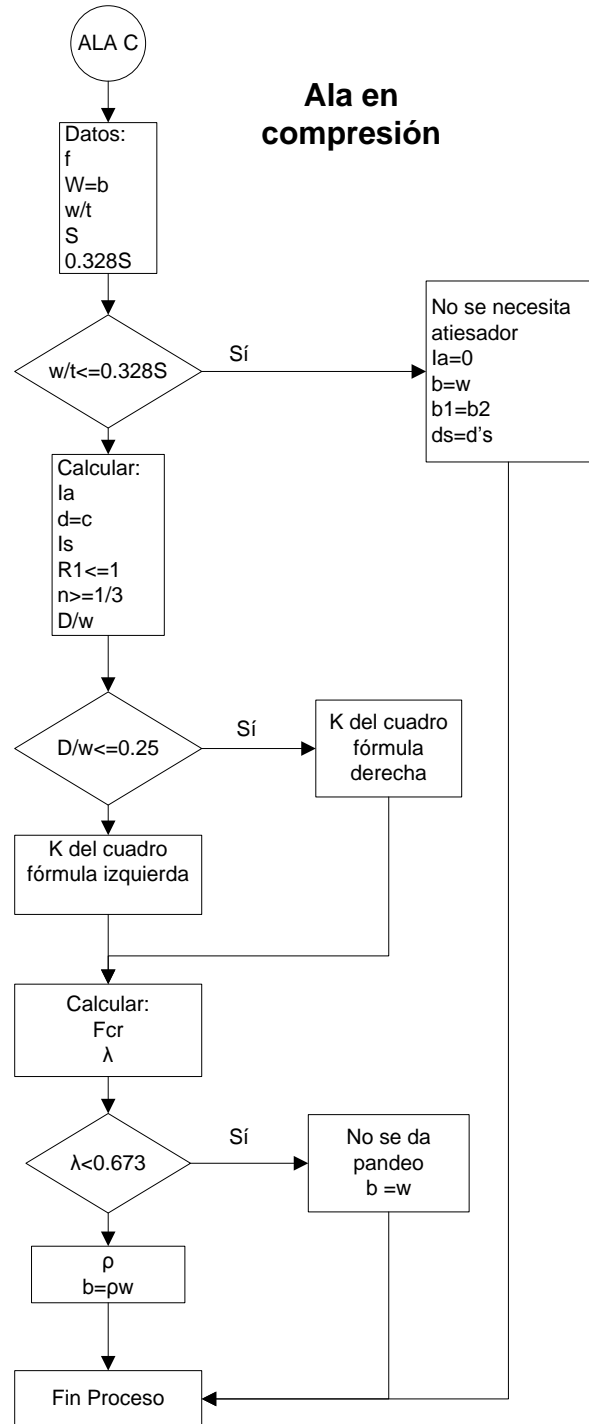 ALA C
Ala en
compresión
Datos:
f
W=b
w/t
S
0.328S
w/t<=0.328S
Sí
No se necesita
atiesador
Ia=0
b=w
b1=b2
ds=d's
Calcular:
Ia
d=c
Is
R1<=1
n>=1/3
D/w
D/w<=0.25
Sí
K del cuadro
fórmula
derecha
K del cuadro
fórmula izquierda
Calcular:
Fcr
λ
λ<0.673
Sí
No se da
pandeo
b =w
ρ
b=ρw
Fin Proceso